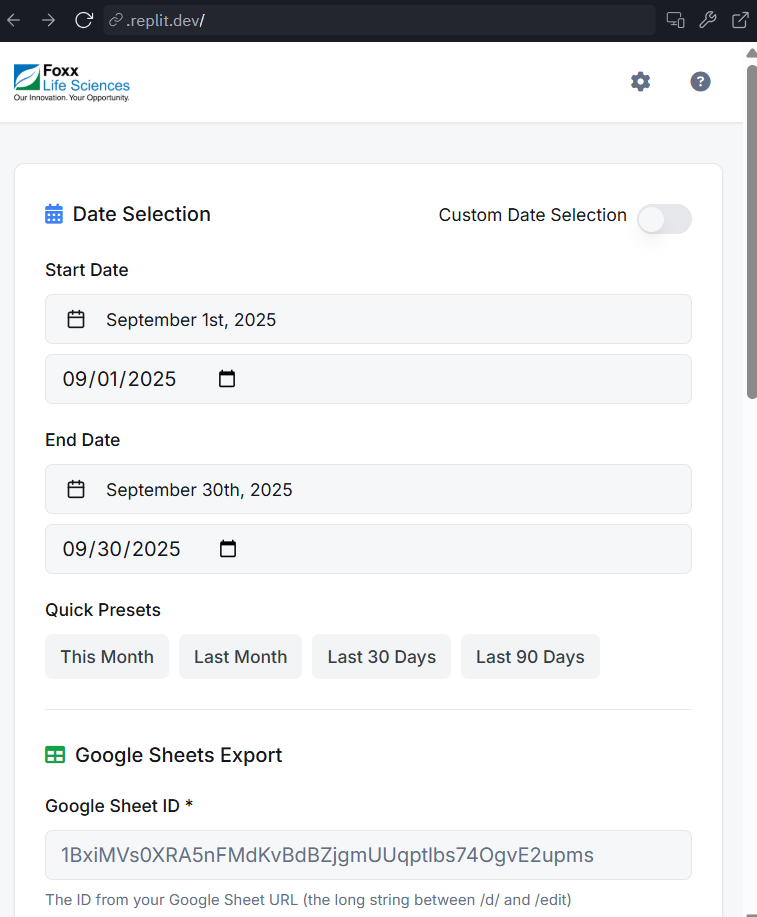 .replit.dev/
Foxx
Life Sciences
Our Innovation. Your Opportunity.
?
Date Selection
Custom Date Selection
Start Date
September 1st, 2025
09/01/2025
End Date
September 30th, 2025
09/30/2025
Quick Presets
This Month Last Month Last 30 Days Last 90 Days
Google Sheets Export
Google Sheet ID *
1BxiMVs0XRA5nFMdKvBdBZjgmUUqptlbs74OgvE2upms
The ID from your Google Sheet URL (the long string between /d/ and /edit)